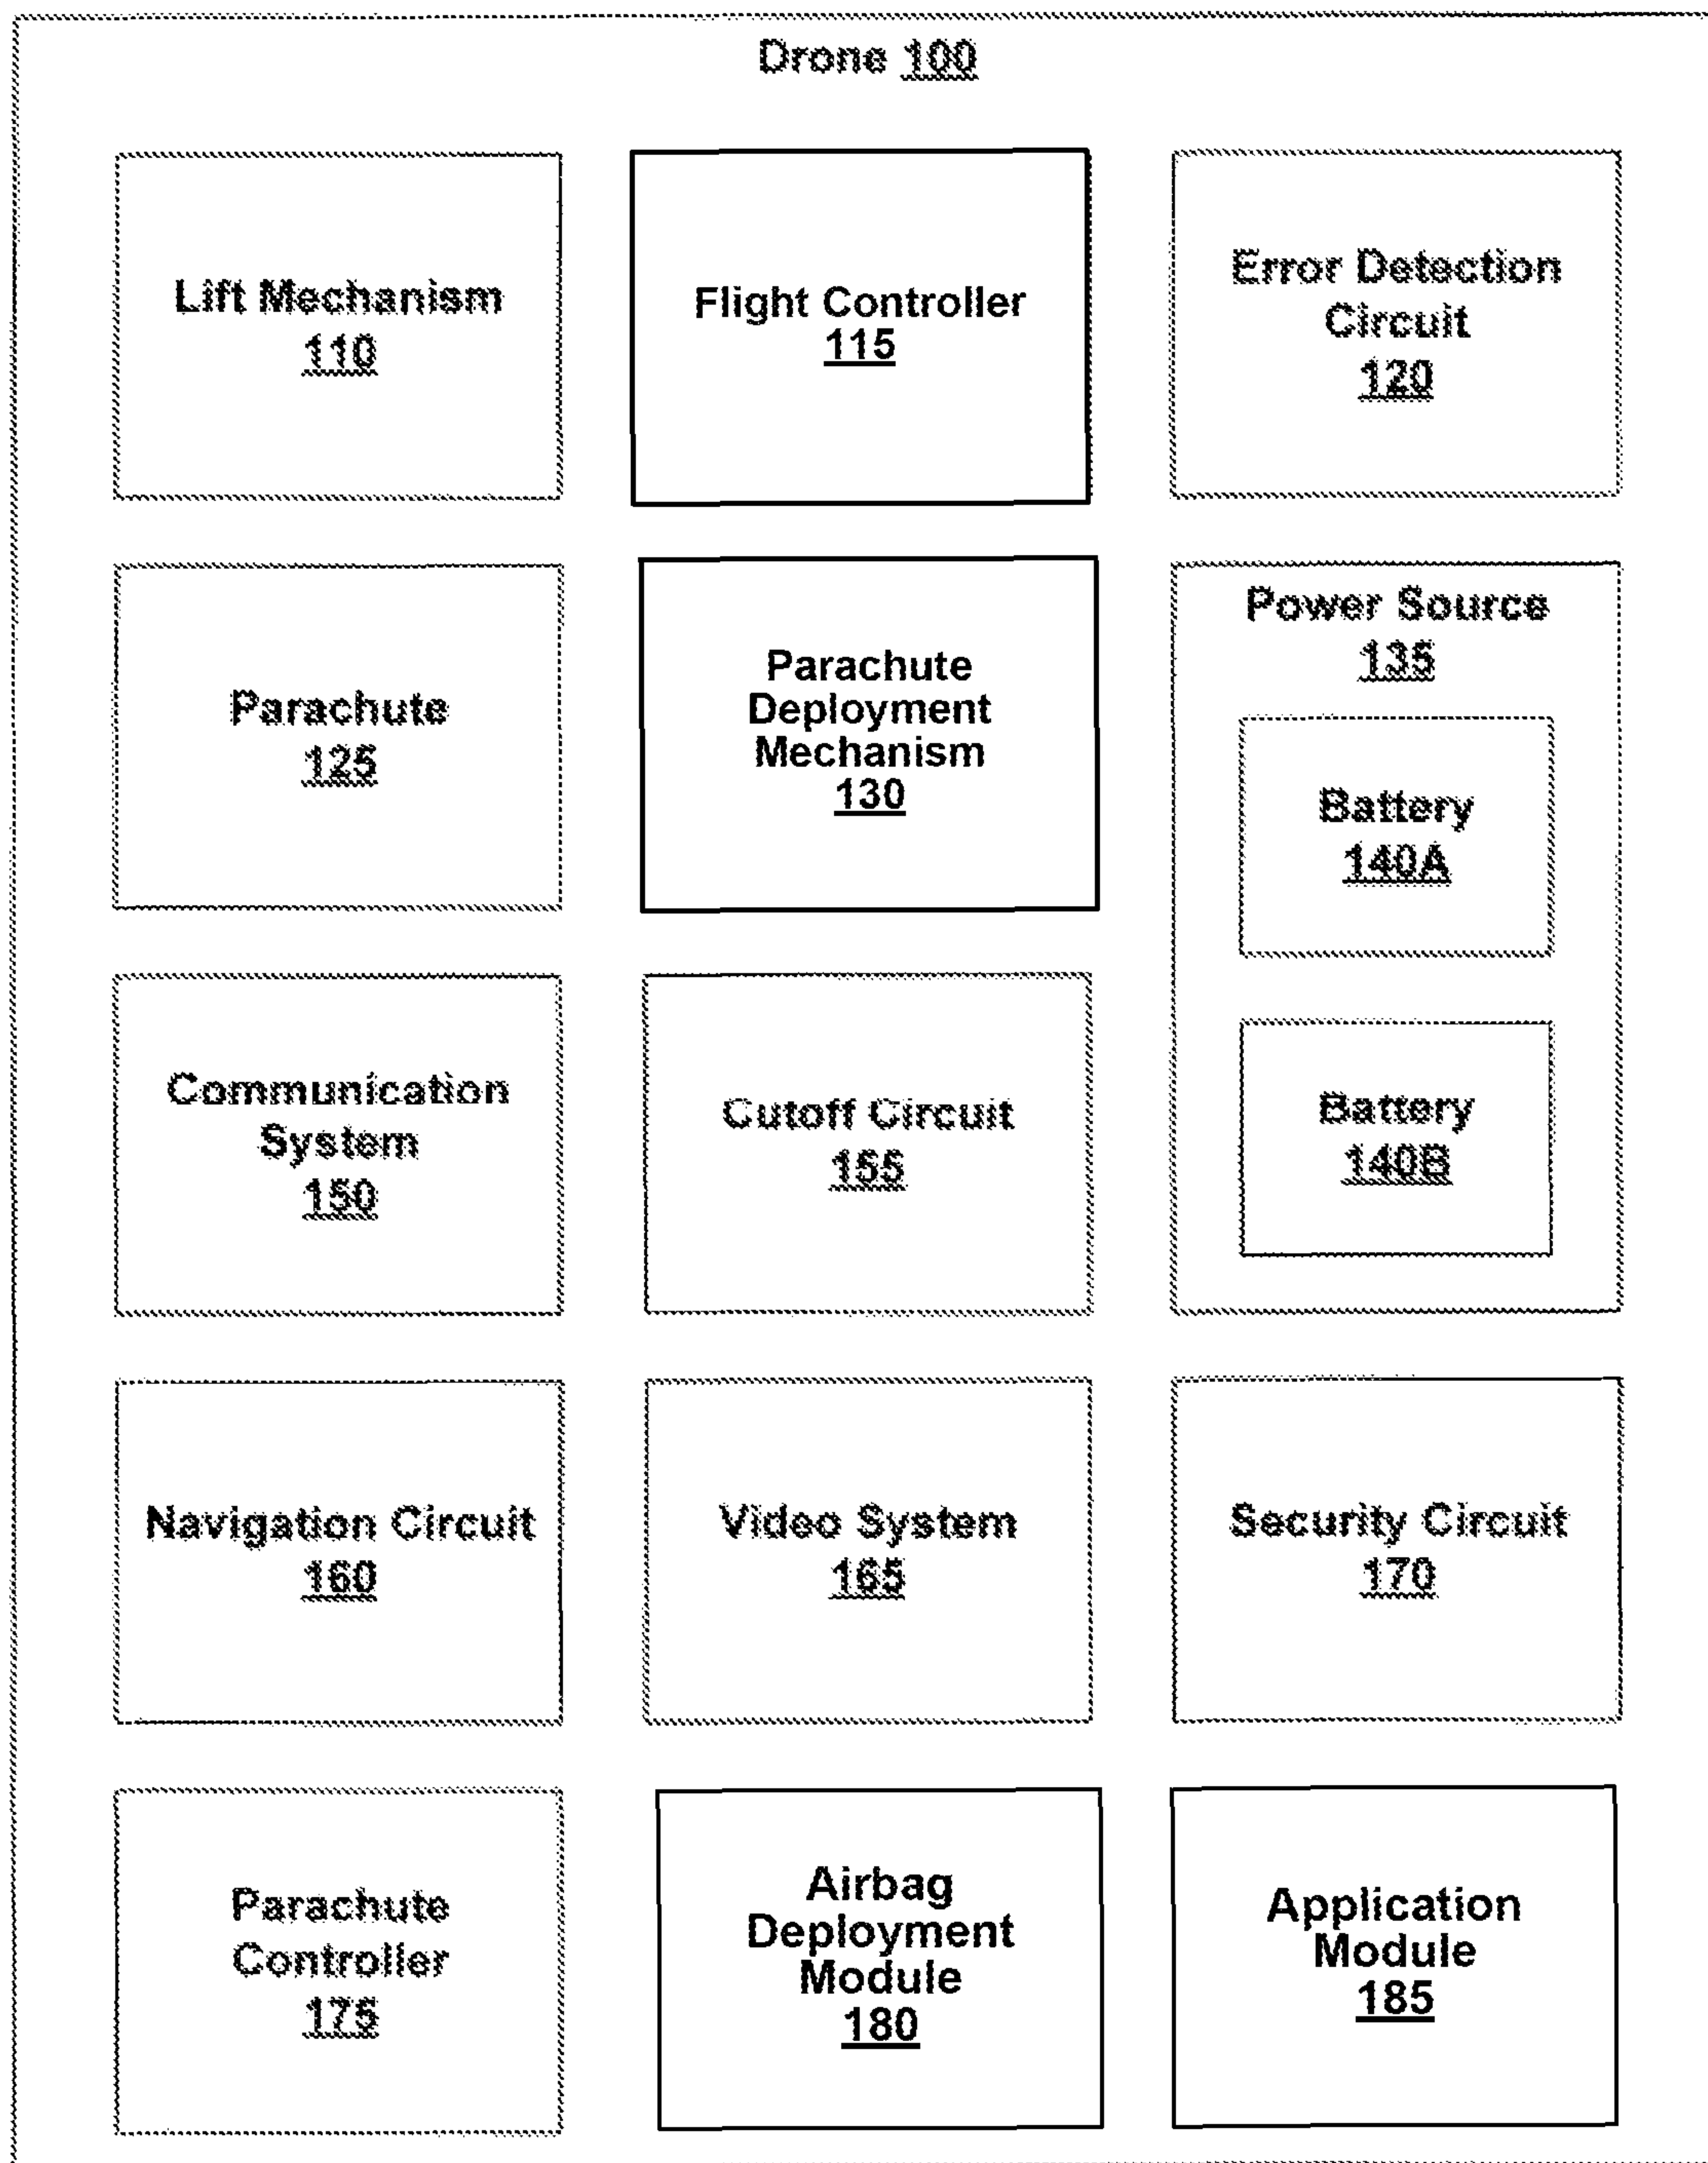 Drone 100
Lift Mechanism
110
Flight Controller
115
Error Detection
Circuit
120
Parachute
125
Parachute
Deployment
Mechanism
130
Power Source
135
Battery
140A
Battery
140B
Communication
System
150
Cutoff Circuit
155
Navigation Circuit
160
Video System
165
Security Circuit
170
Parachute
Controller
175
Airbag
Deployment
Module
180
Application
Module
185